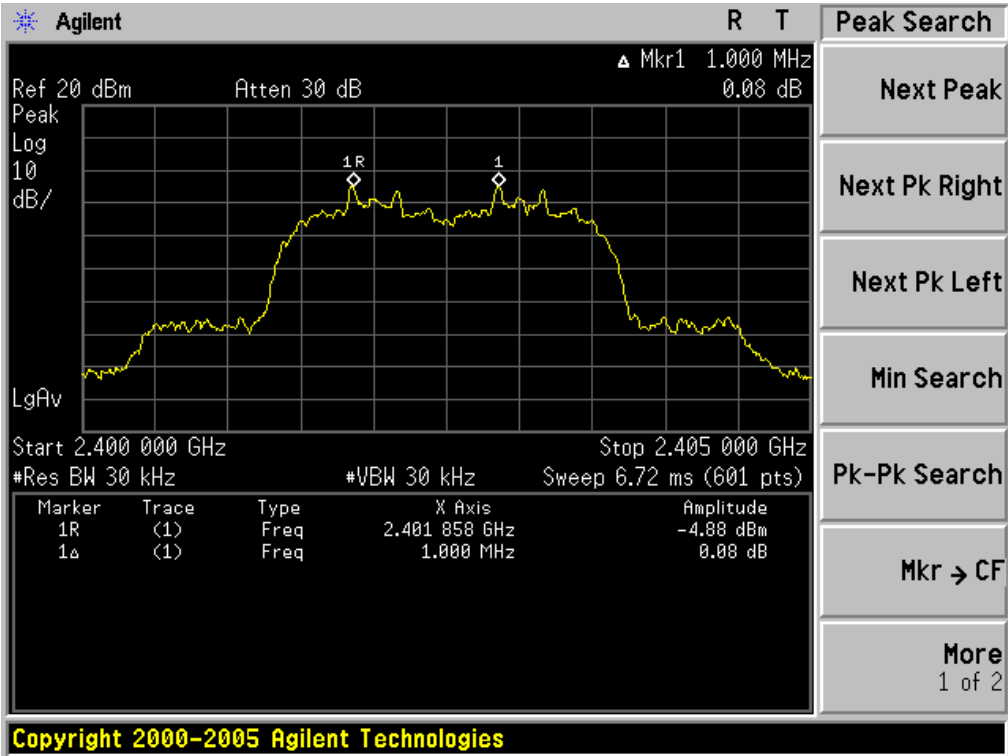 Agilent R T Peak Search
Δ Mkr1 1.000 MHz
Ref 20 dBm Atten 30 dB 0.08 dB
Peak
Log
10
dB/
1R 1
LgAv
Start 2.400 000 GHz Stop 2.405 000 GHz
#Res BW 30 kHz #VBW 30 kHz Sweep 6.72 ms (601 pts)
Marker Trace Type X Axis Amplitude
1R (1) Freq 2.401 858 GHz -4.88 dBm
1Δ (1) Freq 1.000 MHz 0.08 dB
Next Peak
Next Pk Right
Next Pk Left
Min Search
Pk-Pk Search
Mkr → CF
More
1 of 2
Copyright 2000-2005 Agilent Technologies